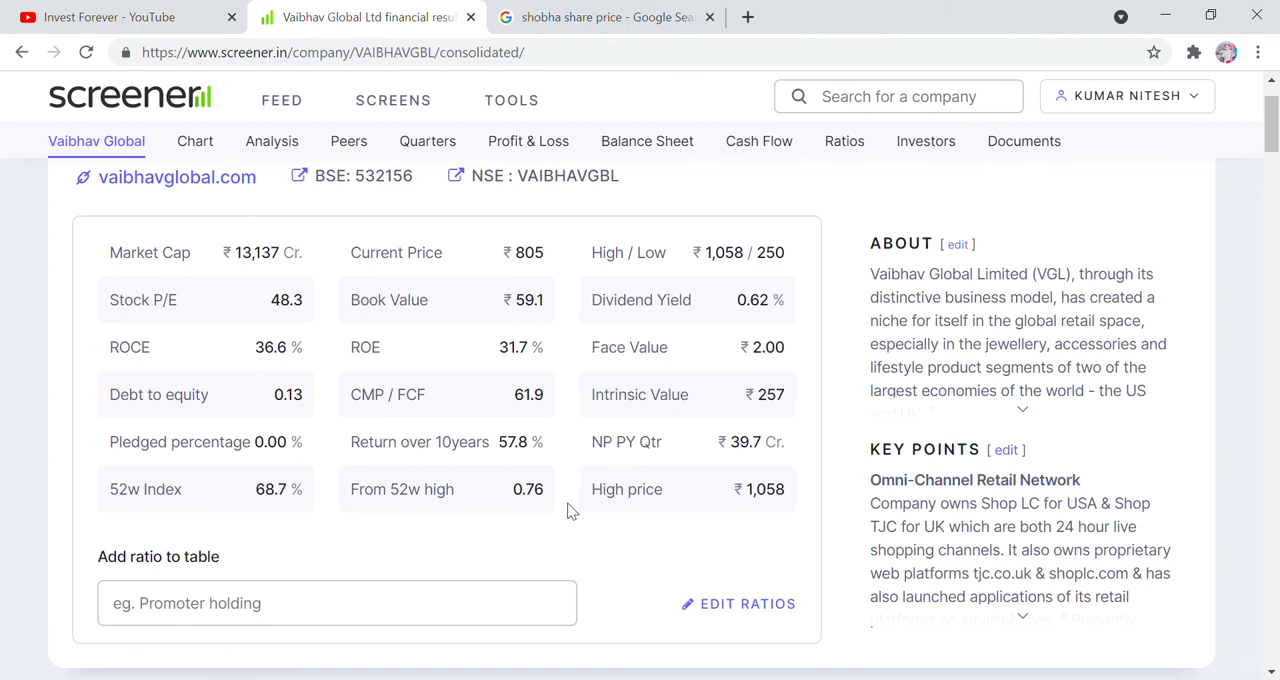 Invest Forever - YouTube
Vaibhav Global Ltd financial resu
shobha share price - Google Sea
https://www.screener.in/company/VAIBHAVGBL/consolidated/
screener
FEED
SCREENS
TOOLS
Search for a company
KUMAR NITESH
Vaibhav Global
Chart
Analysis
Peers
Quarters
Profit & Loss
Balance Sheet
Cash Flow
Ratios
Investors
Documents
vaibhavglobal.com
BSE: 532156
NSE : VAIBHAVGBL
Market Cap ₹ 13,137 Cr.
Current Price ₹ 805
High / Low ₹ 1,058 / 250
Stock P/E 48.3
Book Value ₹ 59.1
Dividend Yield 0.62 %
ROCE 36.6 %
ROE 31.7 %
Face Value ₹ 2.00
Debt to equity 0.13
CMP / FCF 61.9
Intrinsic Value ₹ 257
Pledged percentage 0.00 %
Return over 10years 57.8 %
NP PY Qtr ₹ 39.7 Cr.
52w Index 68.7 %
From 52w high 0.76
High price ₹ 1,058
Add ratio to table
eg. Promoter holding
EDIT RATIOS
ABOUT [ edit ]
Vaibhav Global Limited (VGL), through its
distinctive business model, has created a
niche for itself in the global retail space,
especially in the jewellery, accessories and
lifestyle product segments of two of the
largest economies of the world - the US
and UK.
KEY POINTS [ edit ]
Omni-Channel Retail Network
Company owns Shop LC for USA & Shop
TJC for UK which are both 24 hour live
shopping channels. It also owns proprietary
web platforms tjc.co.uk & shoplc.com & has
also launched applications of its retail
platforms on smartphones. Presently